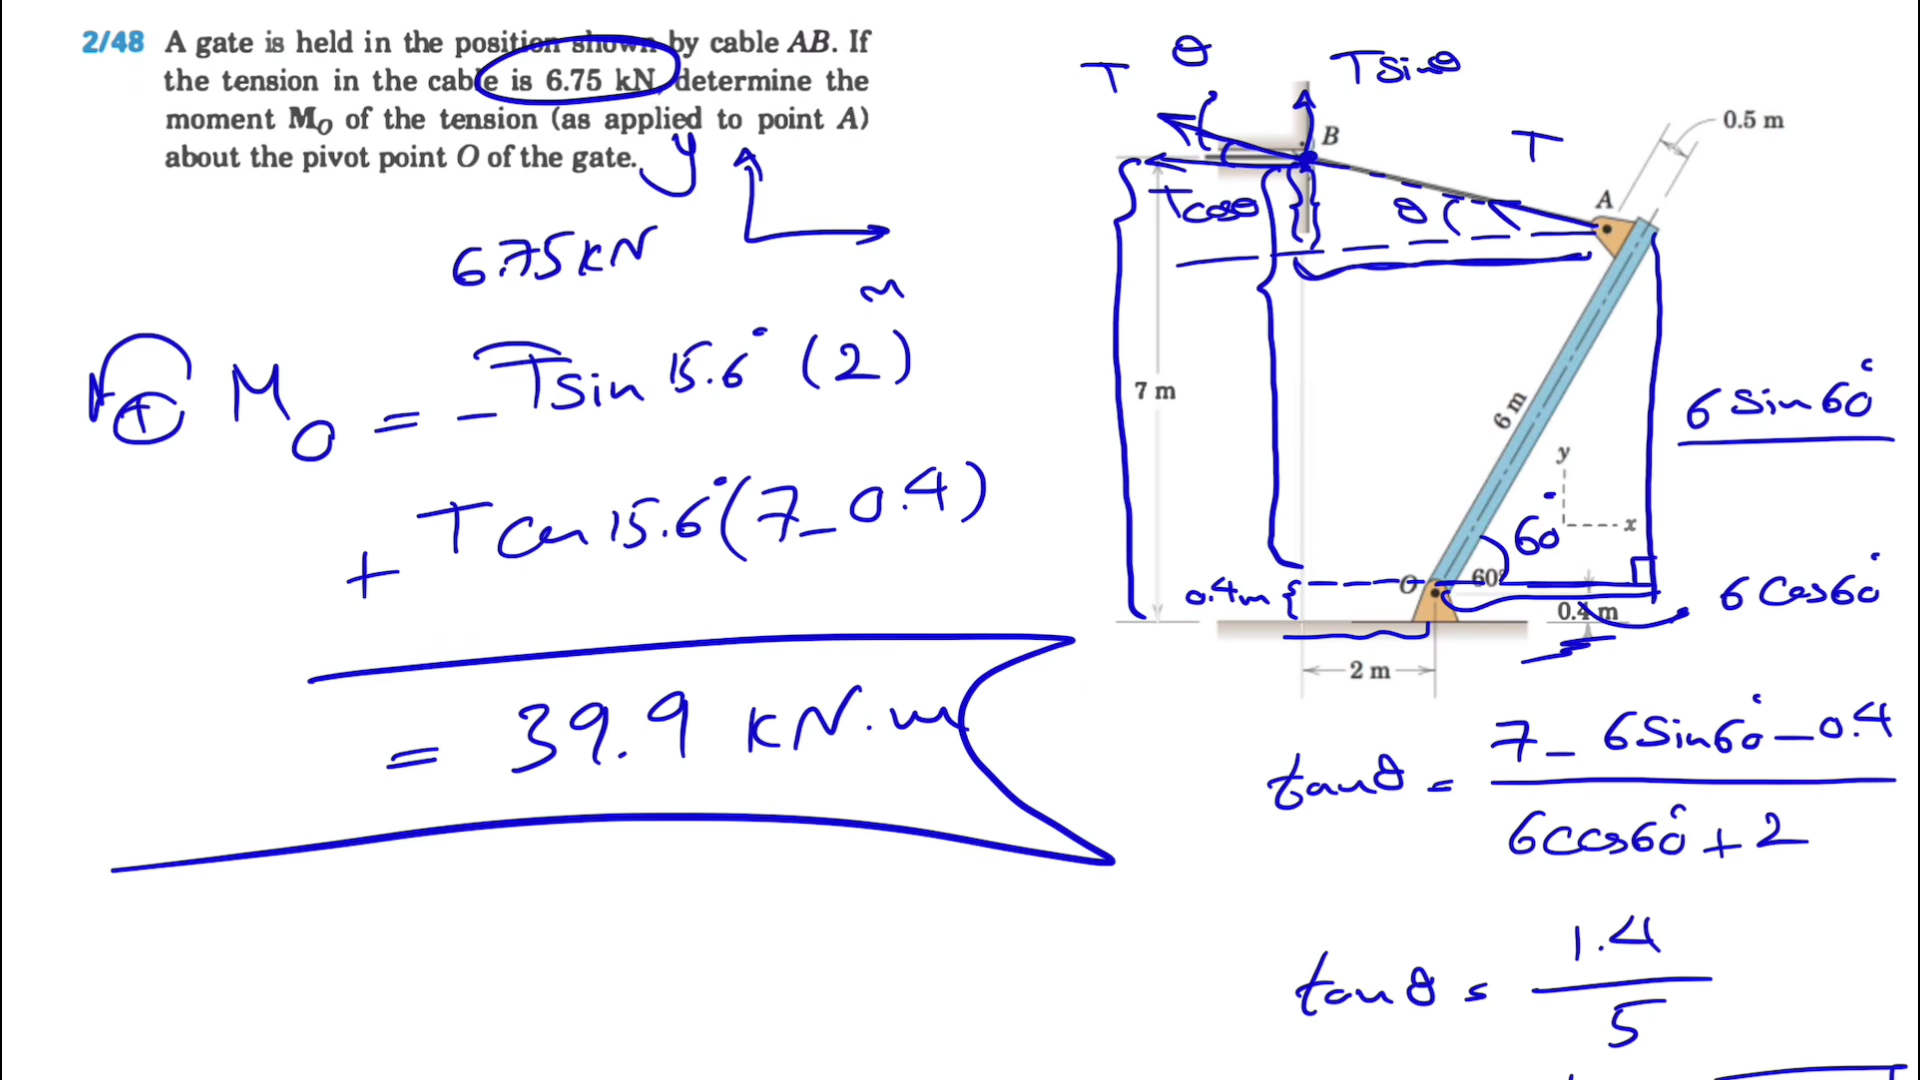 2/48 A gate is held in the position shown by cable AB. If
the tension in the cable is 6.75 kN, determine the
moment M_O of the tension (as applied to point A)
about the pivot point O of the gate.
y
6.75 kN
+ M_O = - T sin 15.6° (2)
+ T cos 15.6° (7 - 0.4)
= 39.9 kN.m
T
θ
T sinθ
B
T
0.5 m
A
T cosθ
θ
7 m
6 m
6 sin 60°
y
x
60°
O
60°
0.4m
0.4 m
6 cos 60°
2 m
tanθ = 7 - 6 sin 60° - 0.4
6 cos 60° + 2
tanθ = 1.4
5